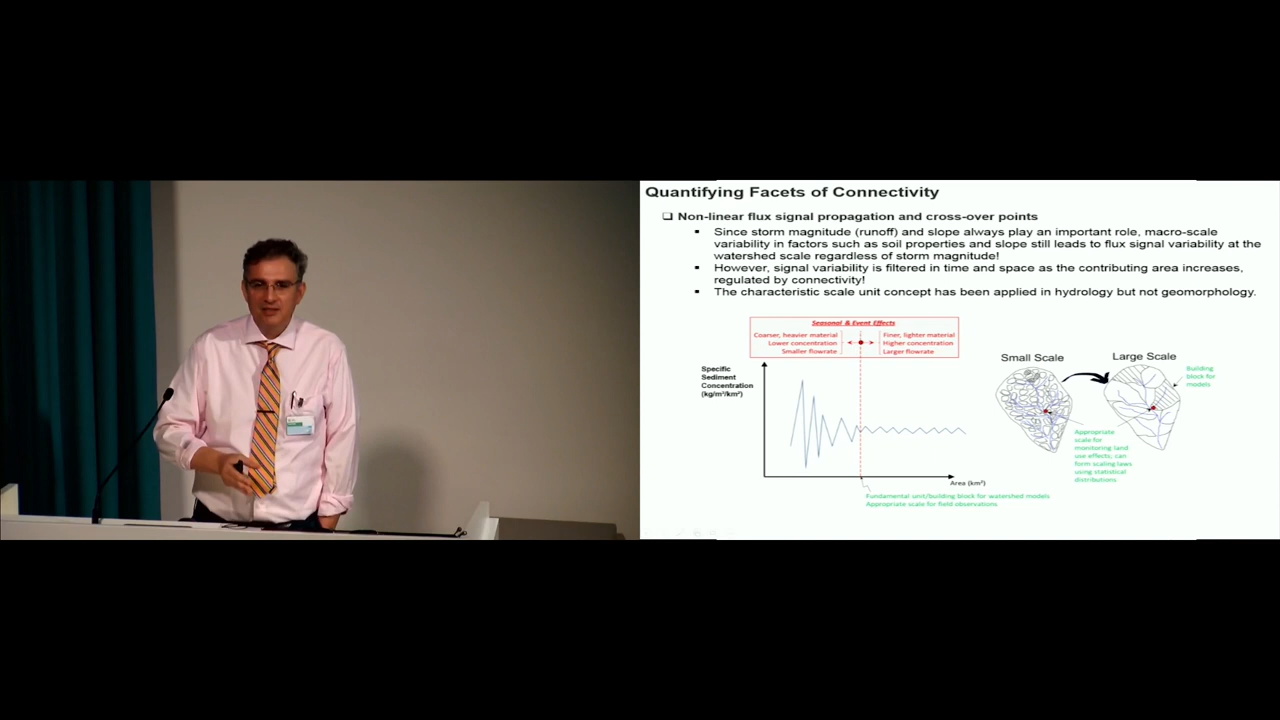 Quantifying Facets of Connectivity
❑ Non-linear flux signal propagation and cross-over points
▪ Since storm magnitude (runoff) and slope always play an important role, macro-scale
variability in factors such as soil properties and slope still leads to flux signal variability at the
watershed scale regardless of storm magnitude!
▪ However, signal variability is filtered in time and space as the contributing area increases,
regulated by connectivity!
▪ The characteristic scale unit concept has been applied in hydrology but not geomorphology.
Seasonal & Event Effects
Coarser, heavier material
Lower concentration
Smaller flowrate
Finer, lighter material
Higher concentration
Larger flowrate
Specific
Sediment
Concentration
(kg/m³/km²)
Area (km²)
Fundamental unit/building block for watershed models
Appropriate scale for field observations
Small Scale
Large Scale
Building
block for
models
Appropriate
scale for
monitoring land
use effects; can
form scaling laws
using statistical
distributions